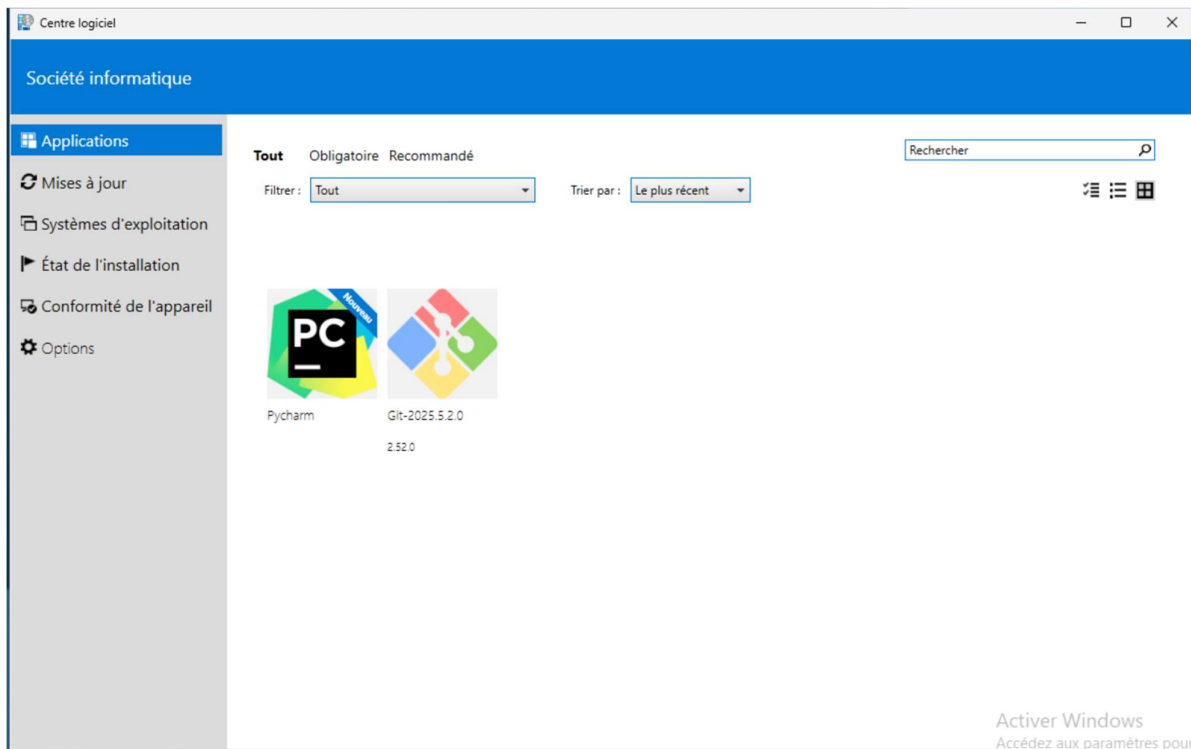 Centre logiciel
Société informatique
Applications
Mises à jour
Systèmes d'exploitation
État de l'installation
Conformité de l'appareil
Options
Tout Obligatoire Recommandé
Rechercher
Filtrer : Tout
Trier par : Le plus récent
Nouveau
PC
Pycharm
Git-2025.5.2.0
2.52.0
Activer Windows
Accédez aux paramètres pour